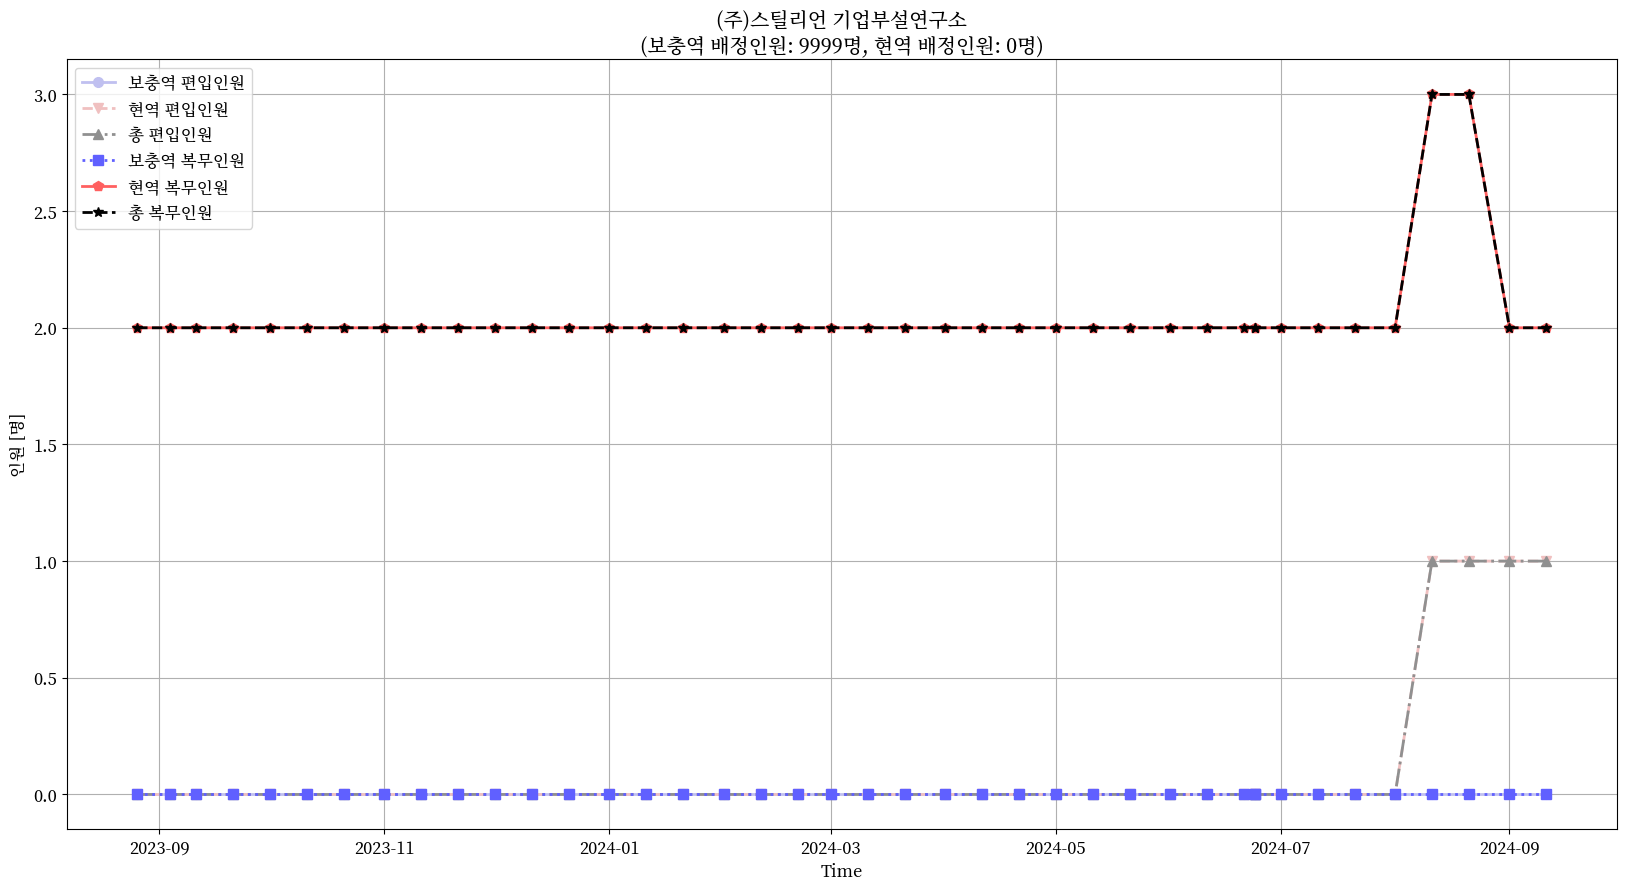 (주)스틸리언 기업부설연구소
(보충역 배정인원: 9999명, 현역 배정인원: 0명)
보충역 편입인원
현역 편입인원
총 편입인원
보충역 복무인원
현역 복무인원
총 복무인원
인원 [명]
3.0
2.5
2.0
1.5
1.0
0.5
0.0
2023-09
2023-11
2024-01
2024-03
2024-05
2024-07
2024-09
Time